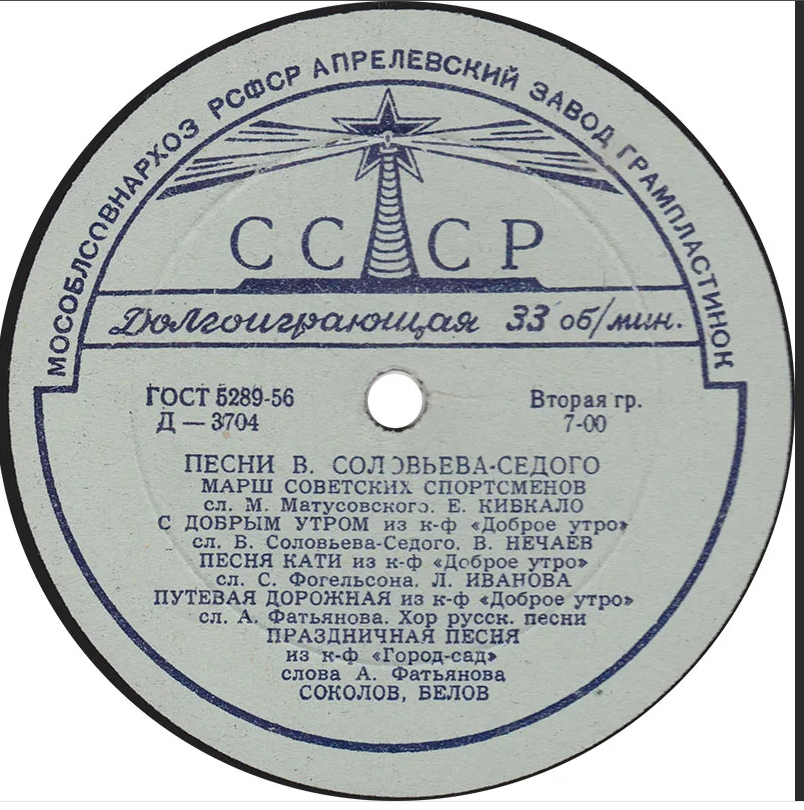 МОСОБЛСОВНАРХОЗ РСФСР АПРЕЛЕВСКИЙ ЗАВОД ГРАМПЛАСТИНОК
СССР
Долгоиграющая 33 об/мин.
ГОСТ 5289-56 Вторая гр.
Д — 3704 7-00
ПЕСНИ В. СОЛОВЬЕВА-СЕДОГО
МАРШ СОВЕТСКИХ СПОРТСМЕНОВ
сл. М. Матусовского. Е. КИБКАЛО
С ДОБРЫМ УТРОМ из к-ф «Доброе утро»
сл. В. Соловьева-Седого. В. НЕЧАЕВ
ПЕСНЯ КАТИ из к-ф «Доброе утро»
сл. С. Фогельсона. Л. ИВАНОВА
ПУТЕВАЯ ДОРОЖНАЯ из к-ф «Доброе утро»
сл. А. Фатьянова. Хор русск. песни
ПРАЗДНИЧНАЯ ПЕСНЯ
из к-ф «Город-сад»
слова А. Фатьянова
СОКОЛОВ, БЕЛОВ